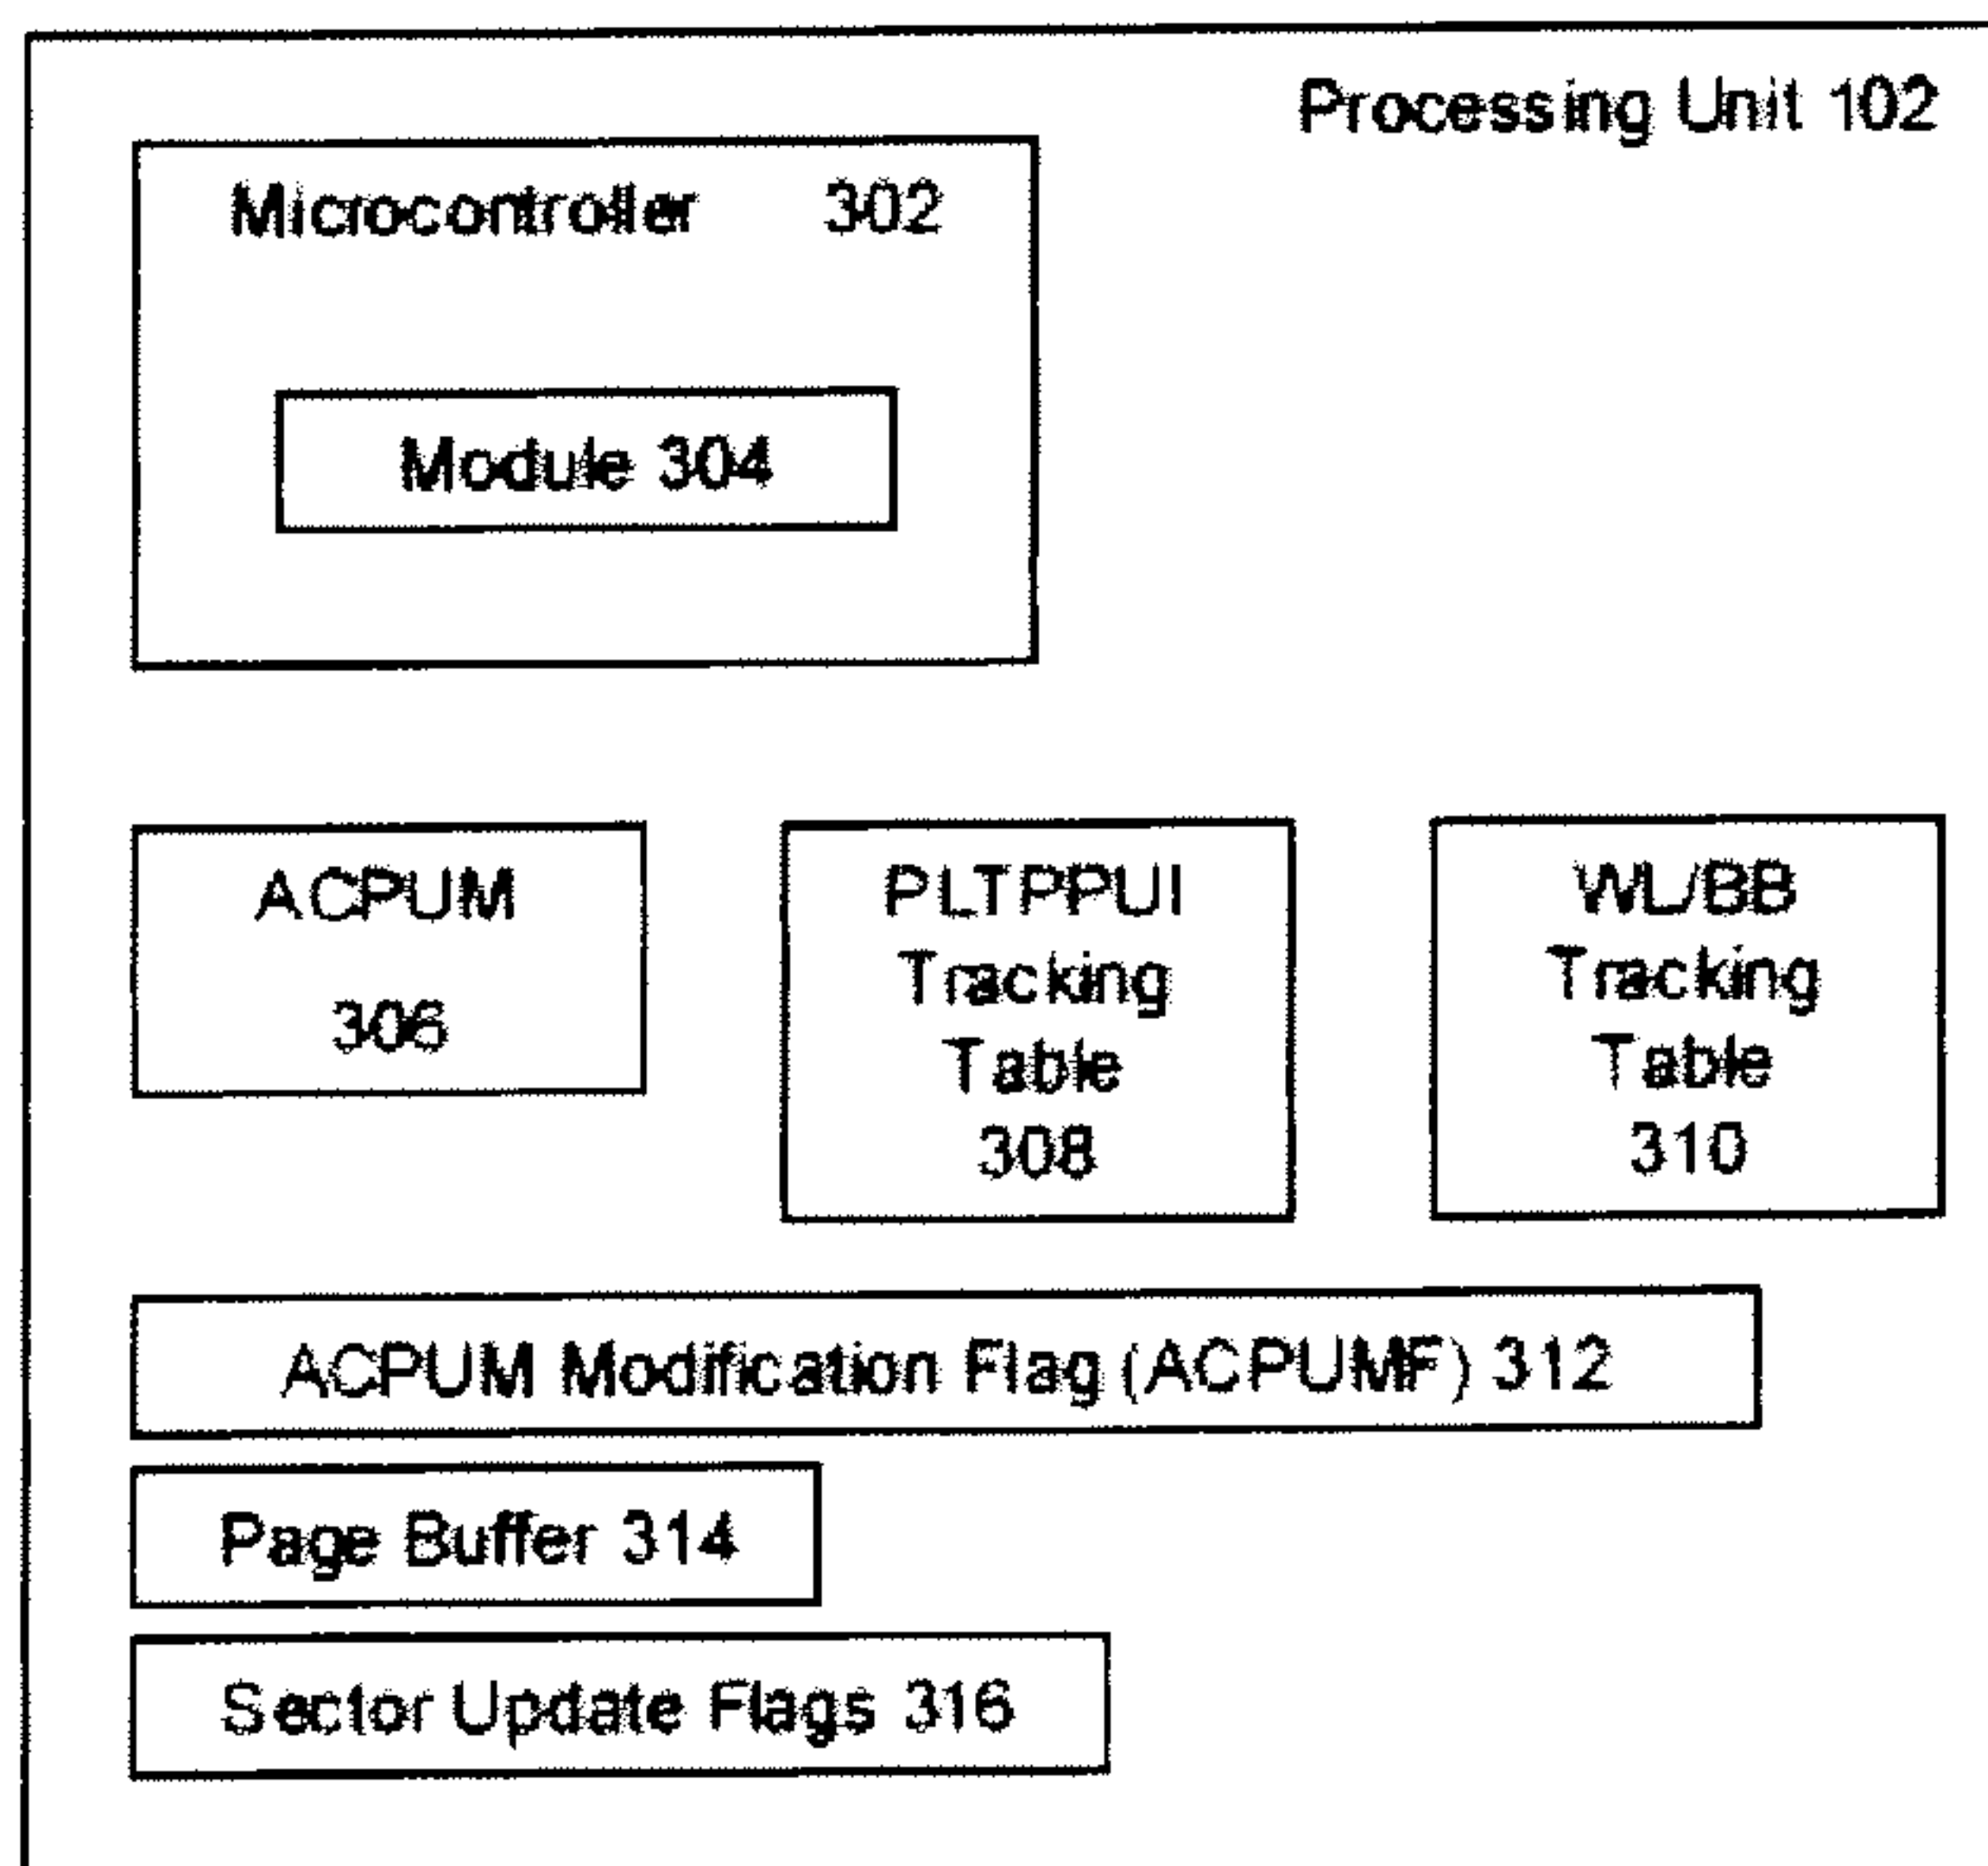 Processing Unit 102
Microcontroller 302
Module 304
ACPUM
306
PLTPPUI
Tracking
Table
308
WL/BB
Tracking
Table
310
ACPUM Modification Flag (ACPUMF) 312
Page Buffer 314
Sector Update Flags 316